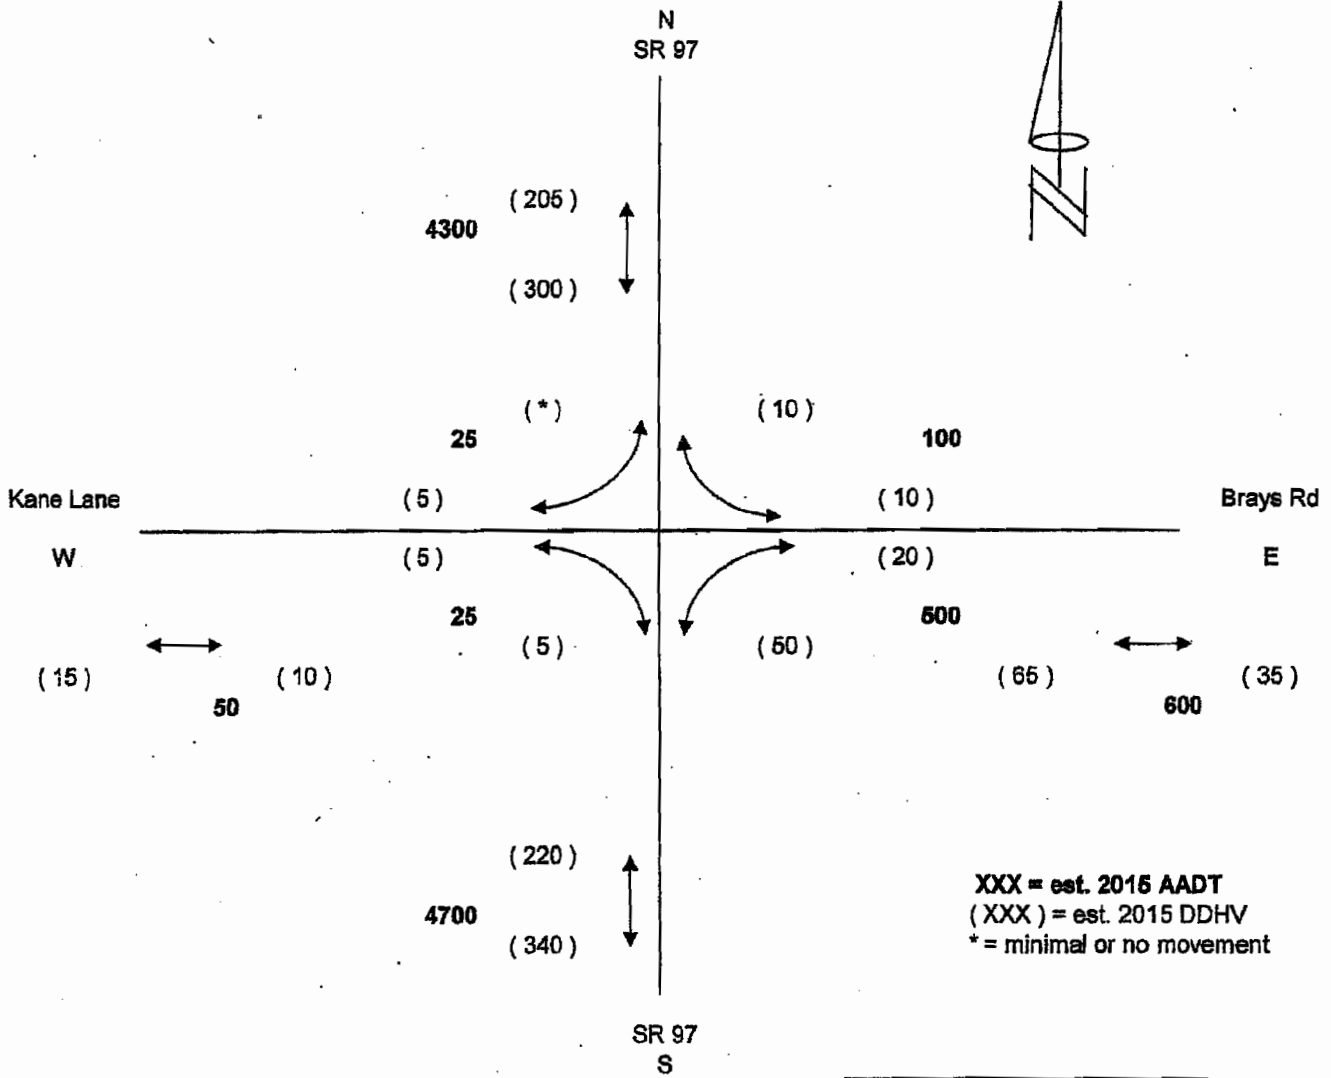 N
SR 97
( 205 )
4300
( 300 )
( * ) ( 10 )
25 100
Kane Lane ( 5 ) ( 10 ) Brays Rd
W ( 5 ) ( 20 ) E
25 500
( 5 ) ( 50 )
( 15 ) ( 10 ) ( 65 ) ( 35 )
50 600
( 220 )
4700
( 340 )
XXX = est. 2015 AADT
( XXX ) = est. 2015 DDHV
* = minimal or no movement
SR 97
S
N